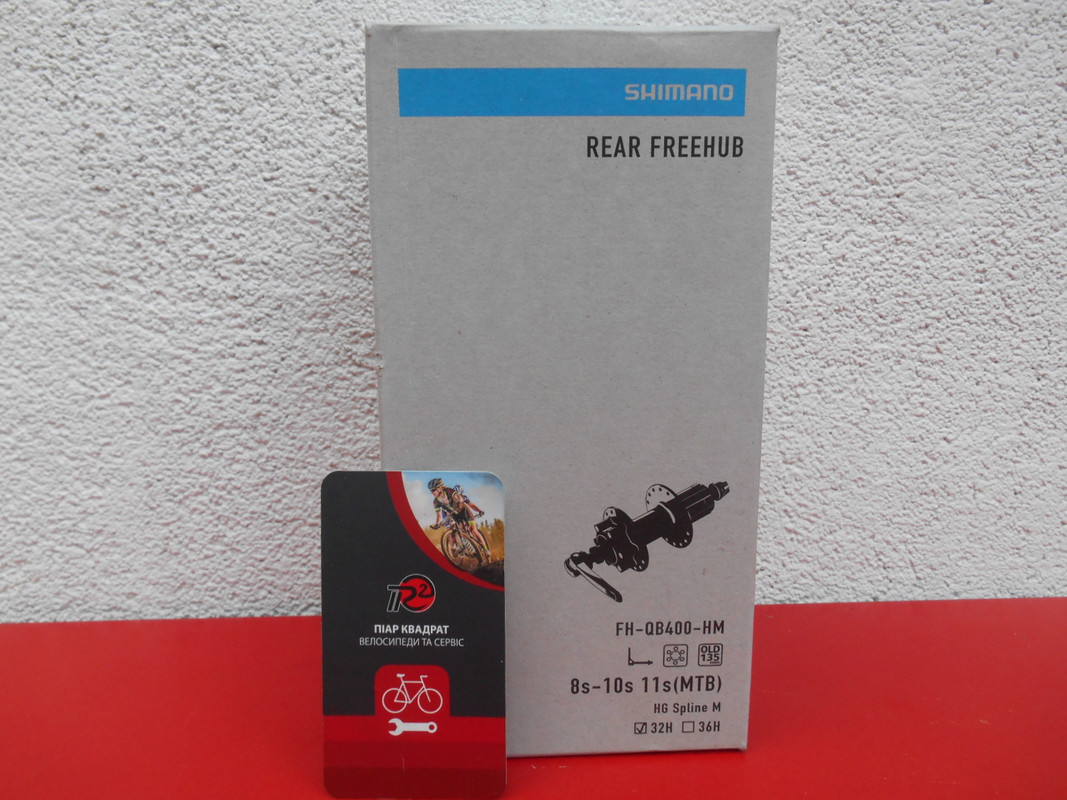 SHIMANO
REAR FREEHUB
FH-QB400-HM
OLD
135
8s-10s 11s(MTB)
HG Spline M
☑ 32H ☐ 36H
ПІАР КВАДРАТ
ВЕЛОСИПЕДИ ТА СЕРВІС